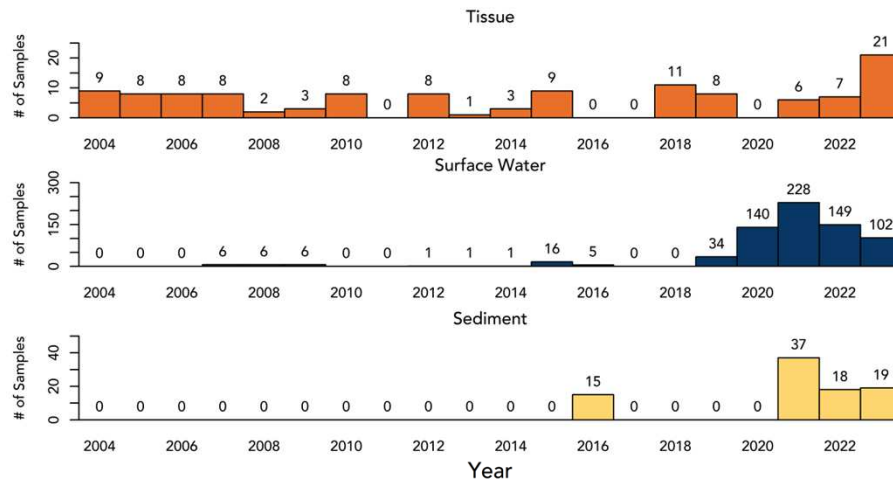 Tissue
# of Samples
0 10 20
9 8 8 8 2 3 8 0 8 1 3 9 0 0 11 8 0 6 7 21
2004 2006 2008 2010 2012 2014 2016 2018 2020 2022
Surface Water
# of Samples
0 150 300
0 0 0 6 6 6 0 0 1 1 1 16 5 0 0 34 140 228 149 102
2004 2006 2008 2010 2012 2014 2016 2018 2020 2022
Sediment
# of Samples
0 20 40
0 0 0 0 0 0 0 0 0 0 0 0 15 0 0 0 0 37 18 19
2004 2006 2008 2010 2012 2014 2016 2018 2020 2022
Year